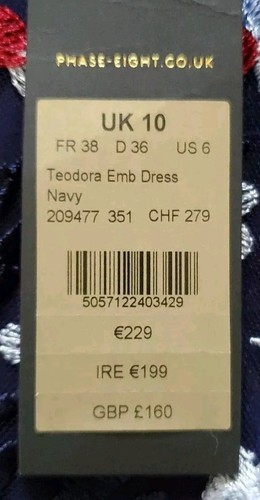 PHASE-EIGHT.CO.UK
UK 10
FR 38 D 36 US 6
Teodora Emb Dress
Navy
209477 351 CHF 279
5057122403429
€229
IRE €199
GBP £160